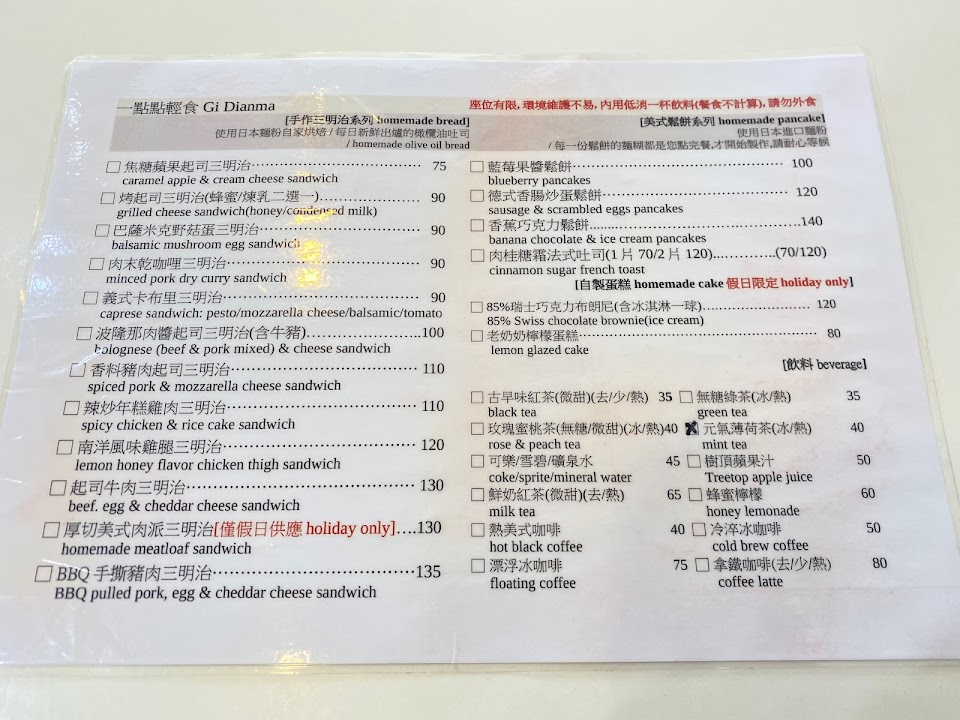 一點點輕食 Gi Dianma
座位有限, 環境維護不易, 內用低消一杯飲料(餐食不計算), 請勿外食
[手作三明治系列 homemade bread]
使用日本麵粉自家烘焙 / 每日新鮮出爐的橄欖油吐司
/ homemade olive oil bread
□ 焦糖蘋果起司三明治 75
caramel apple & cream cheese sandwich
□ 烤起司三明治(蜂蜜/煉乳二選一) 90
grilled cheese sandwich(honey/condensed milk)
□ 巴薩米克野菇蛋三明治 90
balsamic mushroom egg sandwich
□ 肉末乾咖哩三明治 90
minced pork dry curry sandwich
□ 義式卡布里三明治 90
caprese sandwich: pesto/mozzarella cheese/balsamic/tomato
□ 波隆那肉醬起司三明治(含牛豬) 100
bolognese (beef & pork mixed) & cheese sandwich
□ 香料豬肉起司三明治 110
spiced pork & mozzarella cheese sandwich
□ 辣炒年糕雞肉三明治 110
spicy chicken & rice cake sandwich
□ 南洋風味雞腿三明治 120
lemon honey flavor chicken thigh sandwich
□ 起司牛肉三明治 130
beef. egg & cheddar cheese sandwich
□ 厚切美式肉派三明治[僅假日供應 holiday only]....130
homemade meatloaf sandwich
□ BBQ 手撕豬肉三明治 135
BBQ pulled pork, egg & cheddar cheese sandwich
[美式鬆餅系列 homemade pancake]
使用日本進口麵粉
/ 每一份鬆餅的麵糊都是您點完餐,才開始製作,請耐心等候
□ 藍莓果醬鬆餅 100
blueberry pancakes
□ 德式香腸炒蛋鬆餅 120
sausage & scrambled eggs pancakes
□ 香蕉巧克力鬆餅 140
banana chocolate & ice cream pancakes
□ 肉桂糖霜法式吐司(1 片 70/2 片 120) (70/120)
cinnamon sugar french toast
[自製蛋糕 homemade cake 假日限定 holiday only]
□ 85%瑞士巧克力布朗尼(含冰淇淋一球) 120
85% Swiss chocolate brownie(ice cream)
□ 老奶奶檸檬蛋糕 80
lemon glazed cake
[飲料 beverage]
□ 古早味紅茶(微甜)(去/少/熱) 35 □ 無糖綠茶(冰/熱) 35
black tea green tea
□ 玫瑰蜜桃茶(無糖/微甜)(冰/熱)40 元氣薄荷茶(冰/熱) 40
rose & peach tea mint tea
□ 可樂/雪碧/礦泉水 45 □ 樹頂蘋果汁 50
coke/sprite/mineral water Treetop apple juice
□ 鮮奶紅茶(微甜)(去/熱) 65 □ 蜂蜜檸檬 60
milk tea honey lemonade
□ 熱美式咖啡 40 □ 冷淬冰咖啡 50
hot black coffee cold brew coffee
□ 漂浮冰咖啡 75 □ 拿鐵咖啡(去/少/熱) 80
floating coffee coffee latte